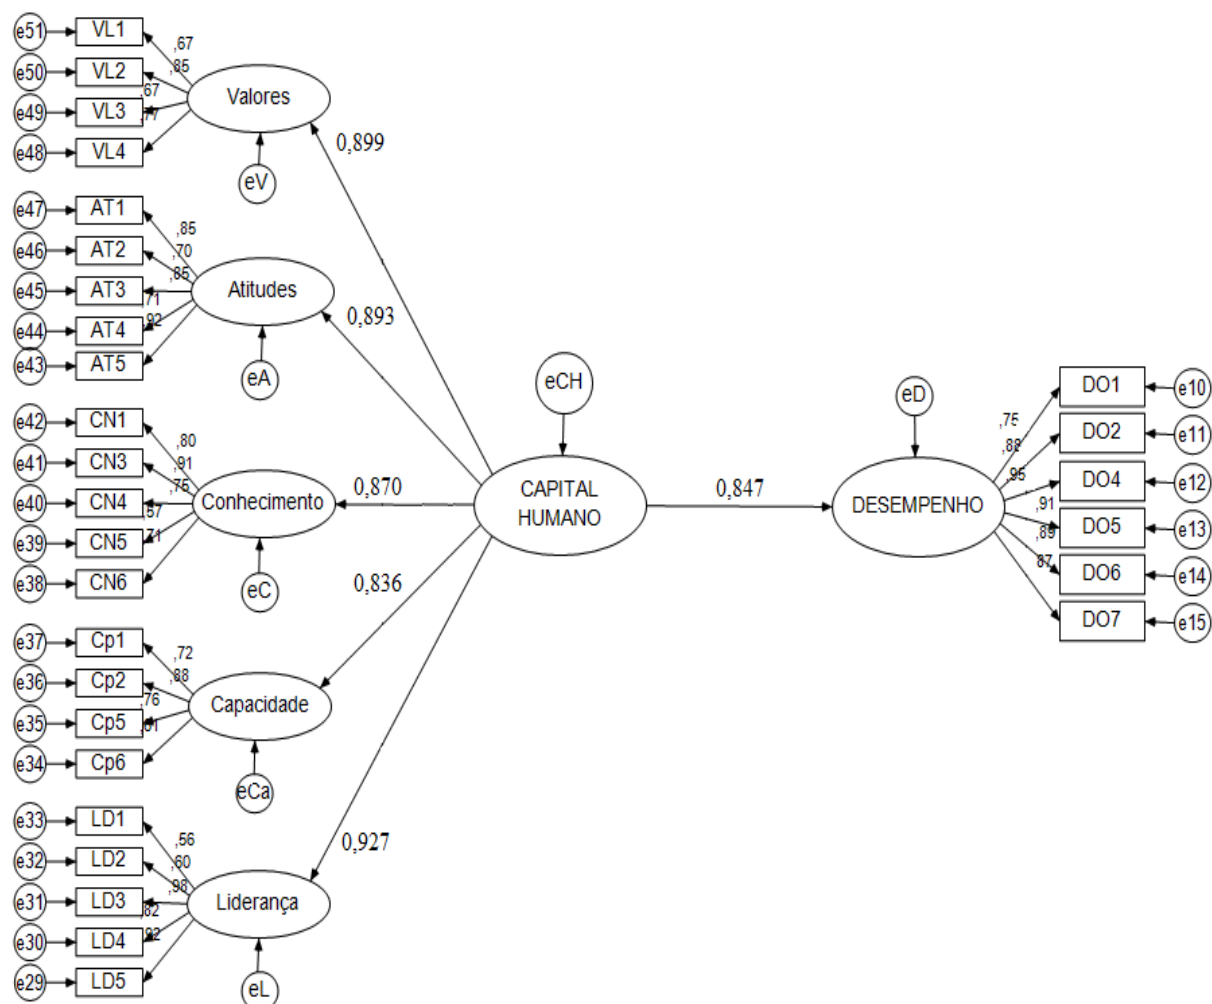 e51 VL1 ,67
e50 VL2 ,85
e49 VL3 ,67
e48 VL4 ,77
Valores
eV
0,899
e47 AT1 ,85
e46 AT2 ,70
e45 AT3 ,85
e44 AT4 ,71
e43 AT5 ,92
Atitudes
eA
0,893
e42 CN1 ,80
e41 CN3 ,91
e40 CN4 ,75
e39 CN5
e38 CN6 ,71
Conhecimento
eC
0,870
e37 Cp1 ,72
e36 Cp2 ,88
e35 Cp5 ,76
e34 Cp6
Capacidade
eCa
0,836
e33 LD1 ,56
e32 LD2 ,60
e31 LD3 ,98
e30 LD4 ,82
e29 LD5 ,92
Liderança
eL
0,927
eCH
CAPITAL
HUMANO
0,847
eD
DESEMPENHO
,75 DO1 e10
,88 DO2 e11
,95 DO4 e12
,91 DO5 e13
,89 DO6 e14
87 DO7 e15